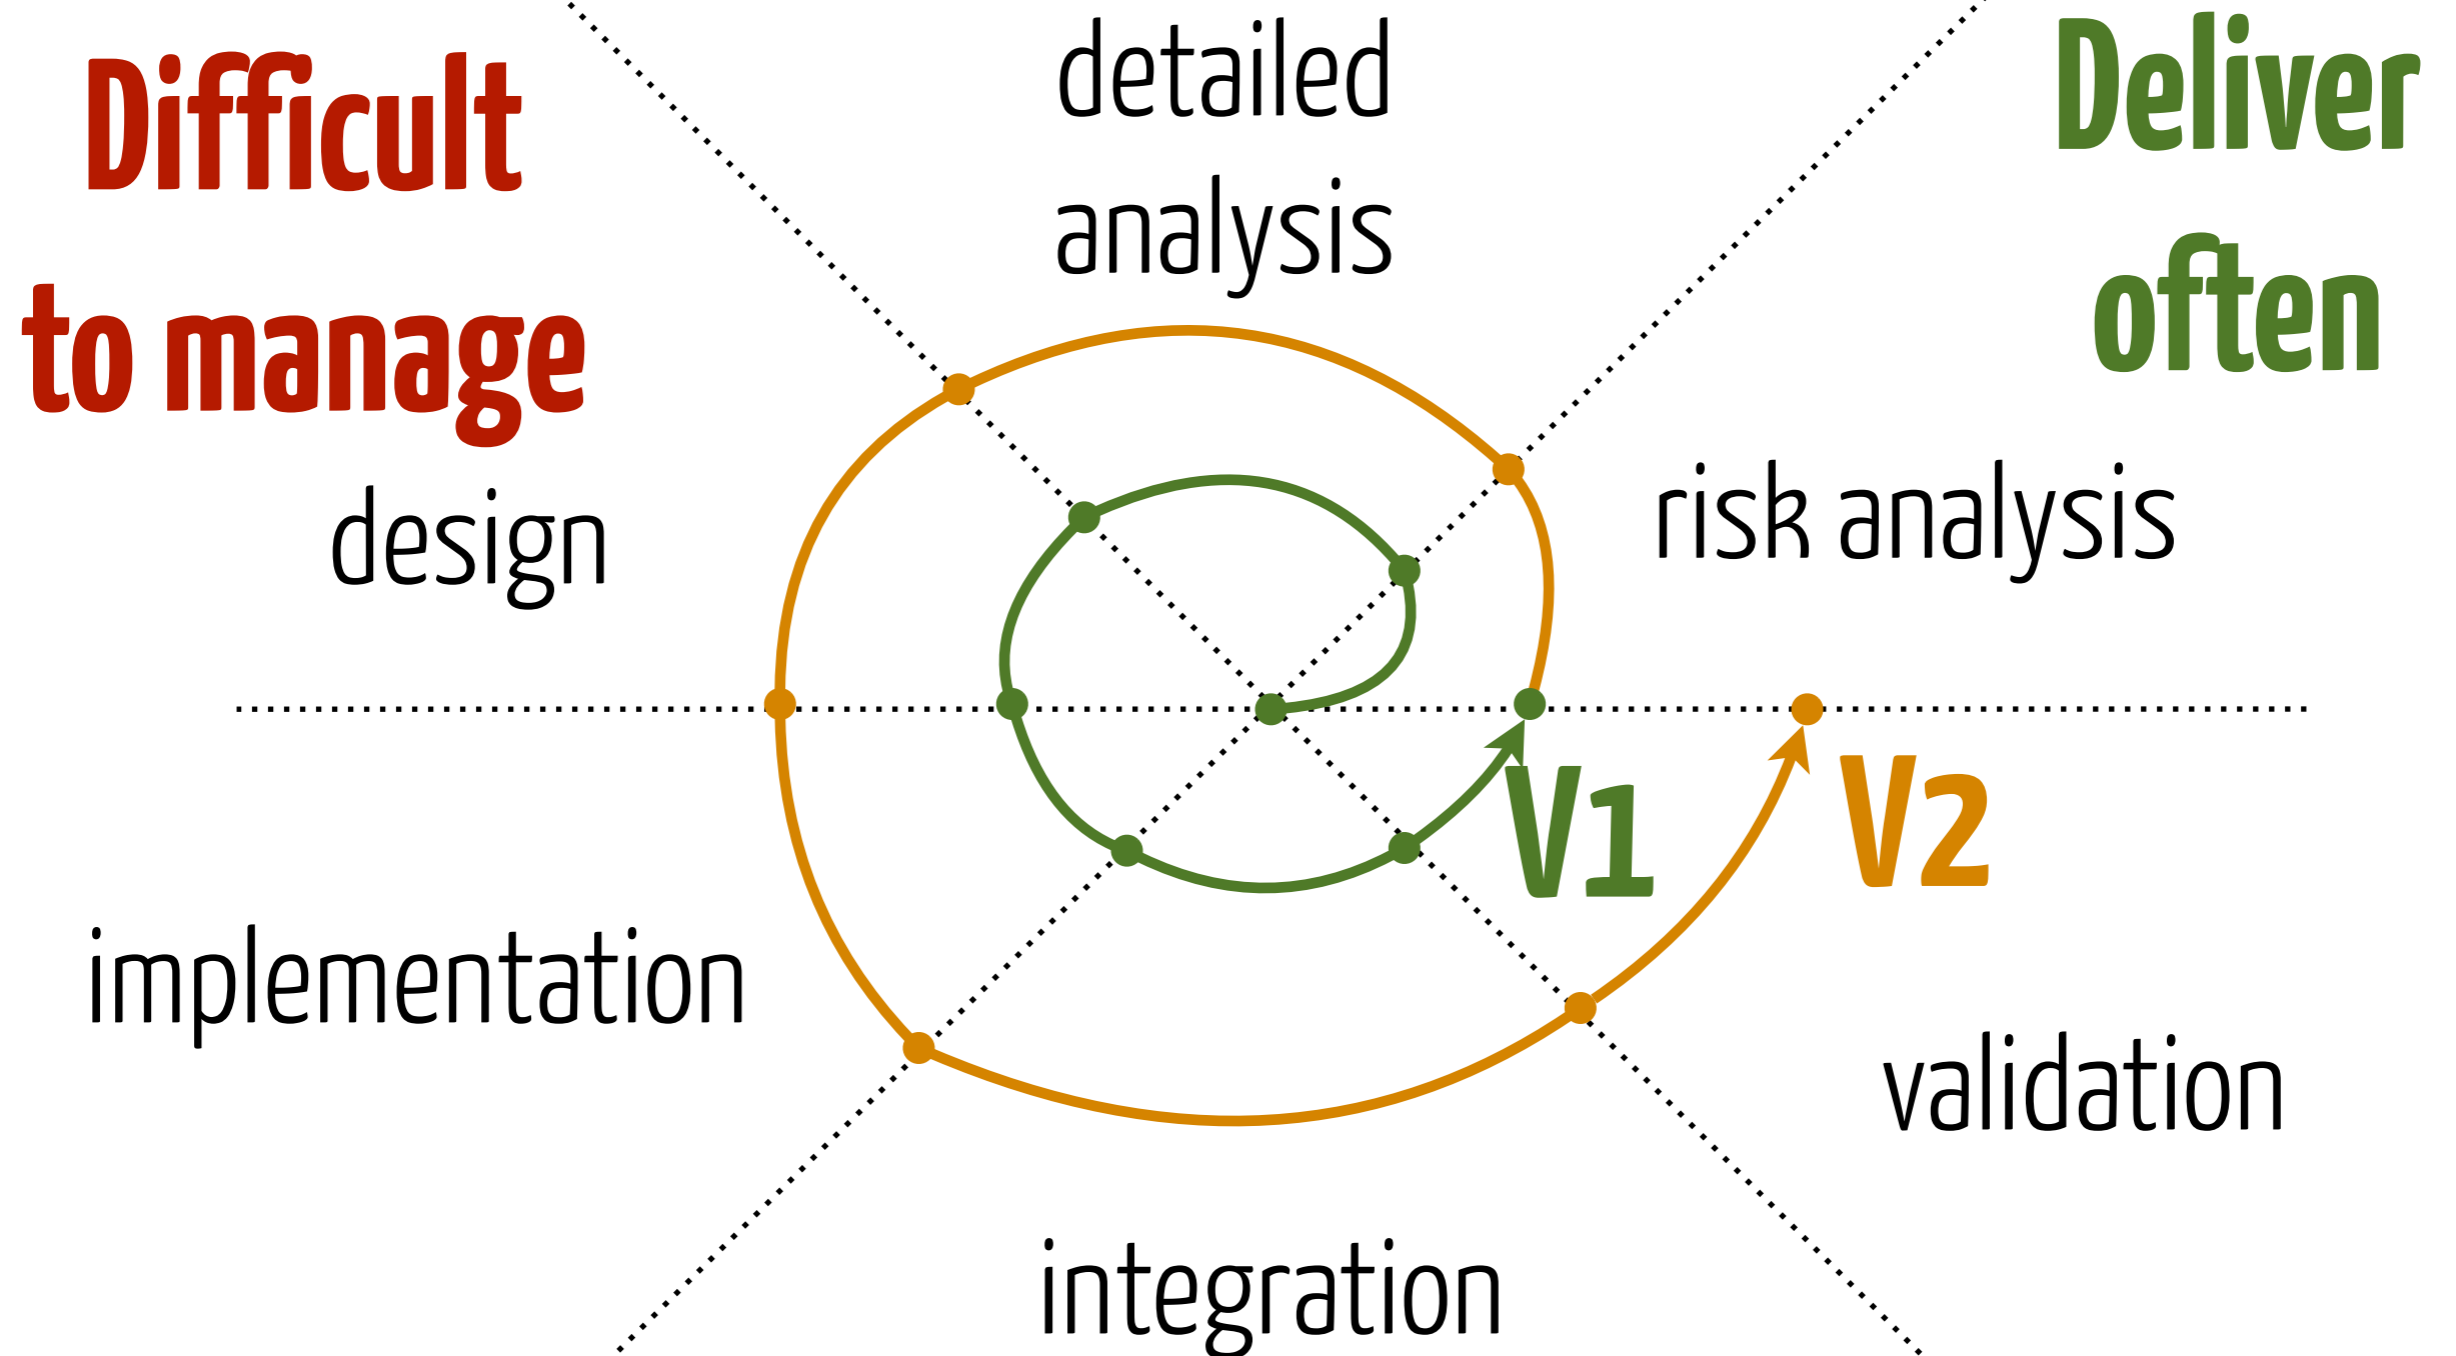 Difficult
to manage
detailed
analysis
Deliver
often
design
risk analysis
V1
V2
implementation
validation
integration